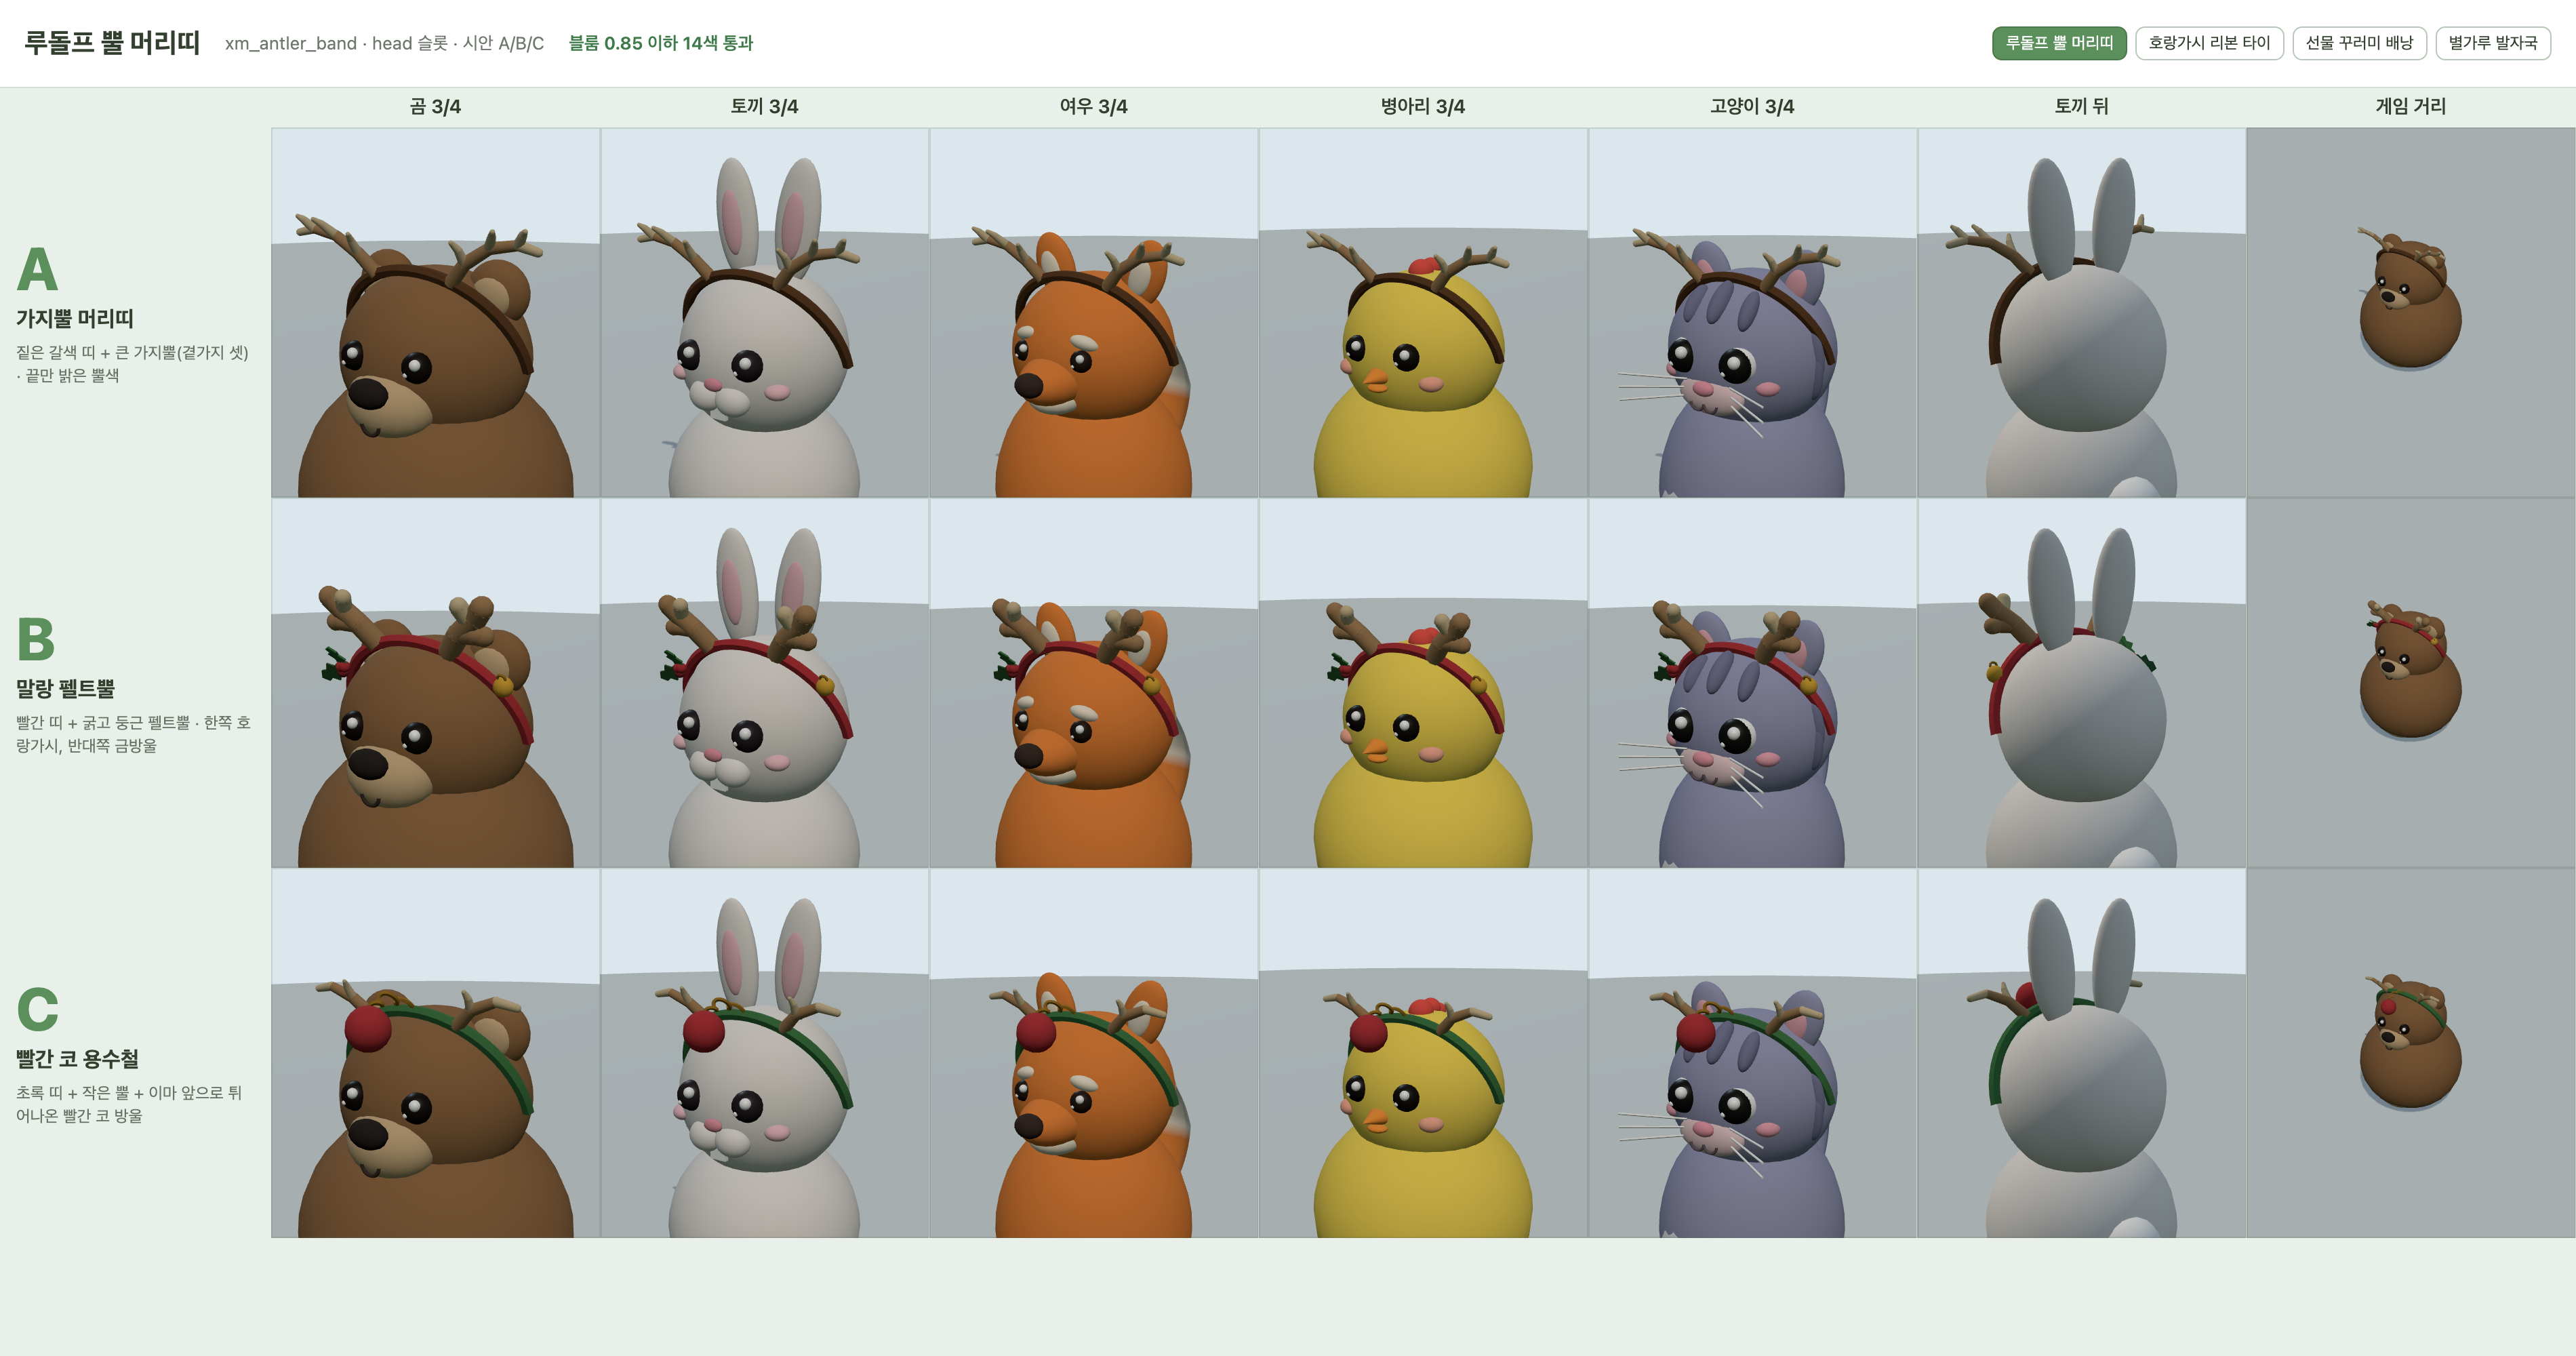 루돌프 뿔 머리띠
xm_antler_band · head 슬롯 · 시안 A/B/C
블룸 0.85 이하 14색 통과
루돌프 뿔 머리띠
호랑가시 리본 타이
선물 꾸러미 배낭
별가루 발자국
곰 3/4
토끼 3/4
여우 3/4
병아리 3/4
고양이 3/4
토끼 뒤
게임 거리
A
가지뿔 머리띠
짙은 갈색 띠 + 큰 가지뿔(곁가지 셋)
· 끝만 밝은 뿔색
B
말랑 펠트뿔
빨간 띠 + 굵고 둥근 펠트뿔 · 한쪽 호
랑가시, 반대쪽 금방울
C
빨간 코 용수철
초록 띠 + 작은 뿔 + 이마 앞으로 튀
어나온 빨간 코 방울